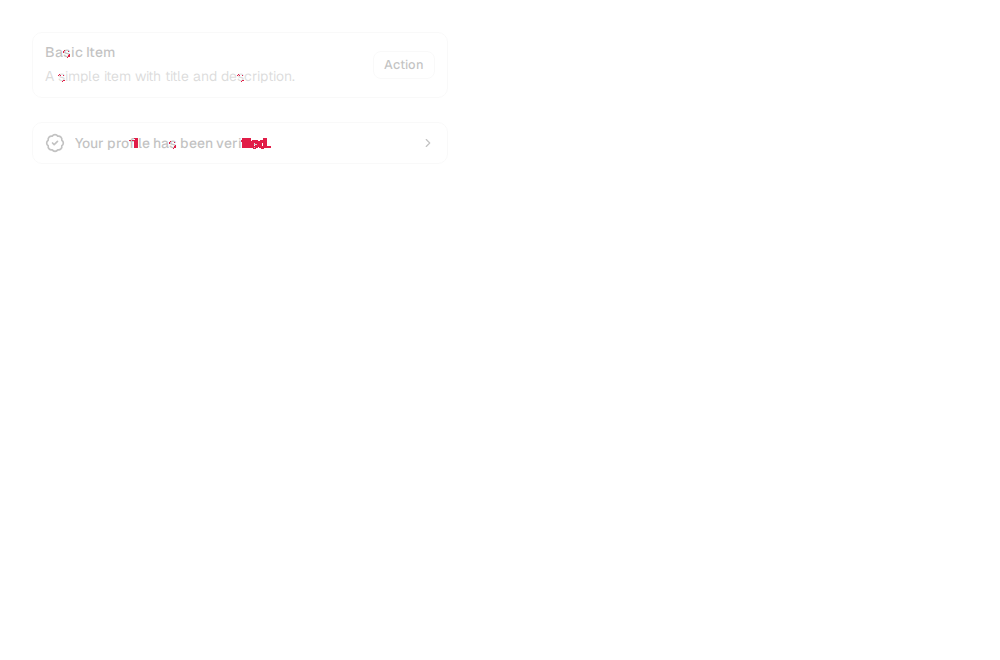 Basic Item
A simple item with title and description.
Action
Your profile has been verified.